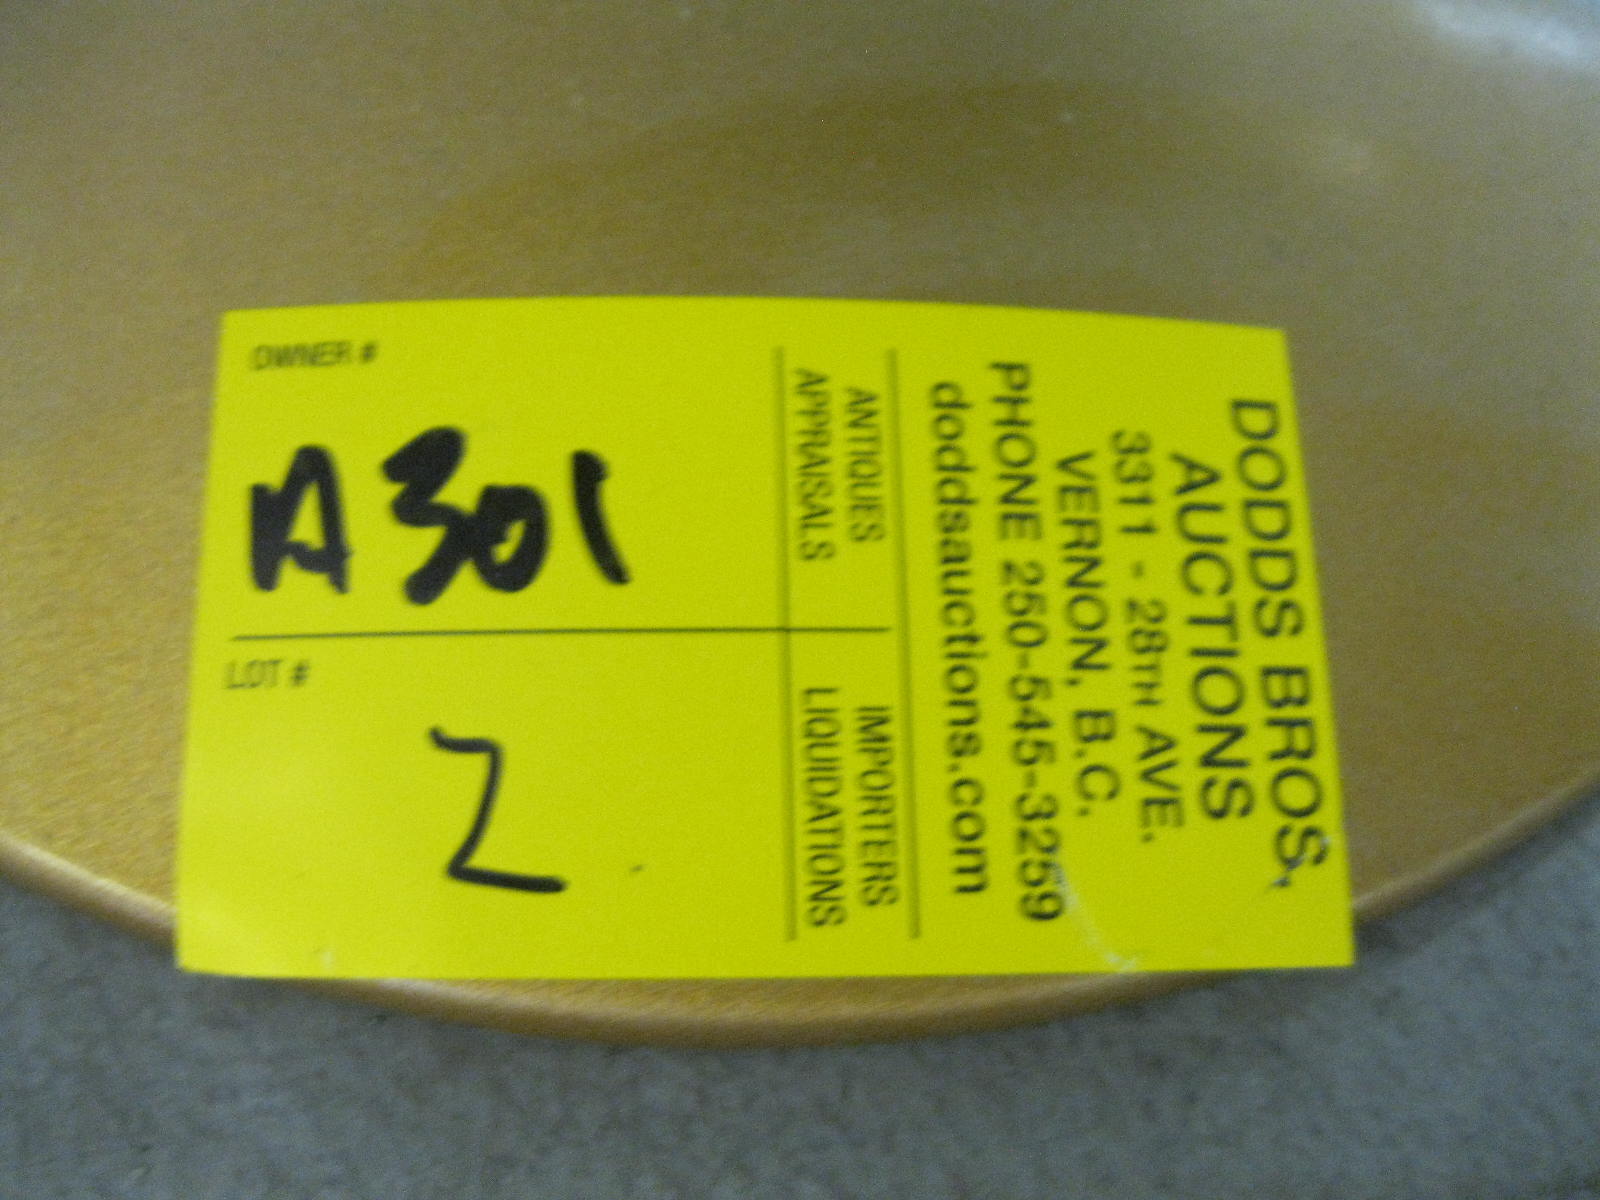 DODDS BROS.
AUCTIONS
3311 - 28TH AVE.
VERNON, B.C.
PHONE 250-545-3259
doddsauctions.com
ANTIQUES
APPRAISALS
IMPORTERS
LIQUIDATIONS
OWNER #
A301
LOT #
2